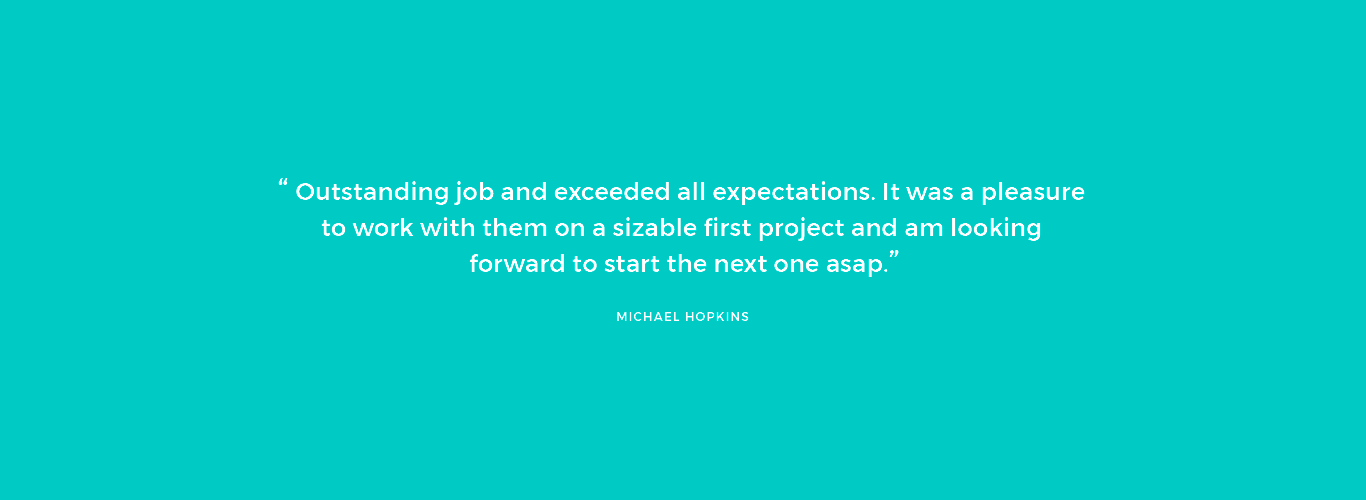 “ Outstanding job and exceeded all expectations. It was a pleasure
to work with them on a sizable first project and am looking
forward to start the next one asap.”
MICHAEL HOPKINS